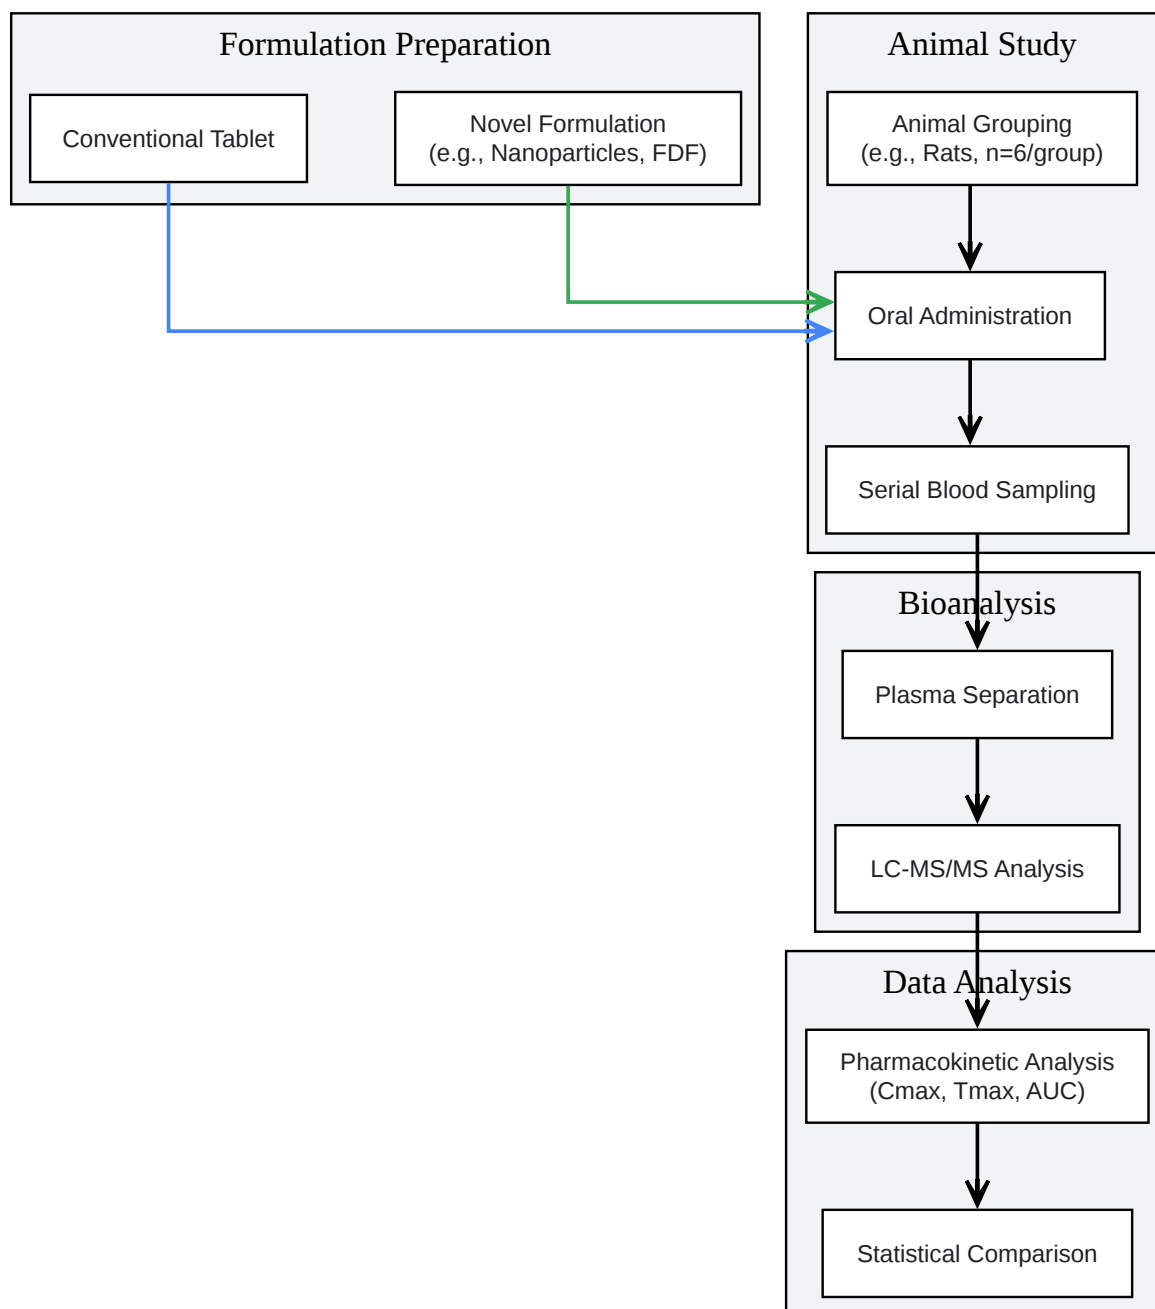 Formulation Preparation
Conventional Tablet
Novel Formulation
(e.g., Nanoparticles, FDF)
Animal Study
Animal Grouping
(e.g., Rats, n=6/group)
Oral Administration
Serial Blood Sampling
Bioanalysis
Plasma Separation
LC-MS/MS Analysis
Data Analysis
Pharmacokinetic Analysis
(Cmax, Tmax, AUC)
Statistical Comparison